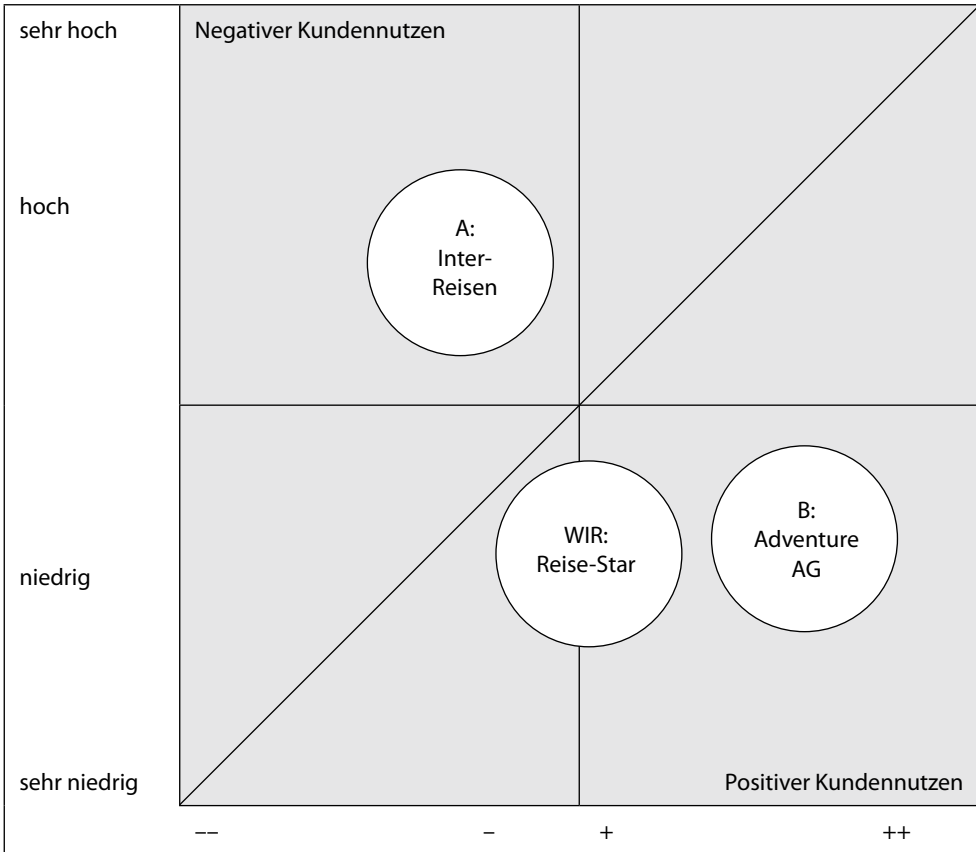 sehr hoch
Negativer Kundennutzen
hoch
A:
Inter-
Reisen
WIR:
Reise-Star
B:
Adventure
AG
niedrig
sehr niedrig
Positiver Kundennutzen
−− − + ++